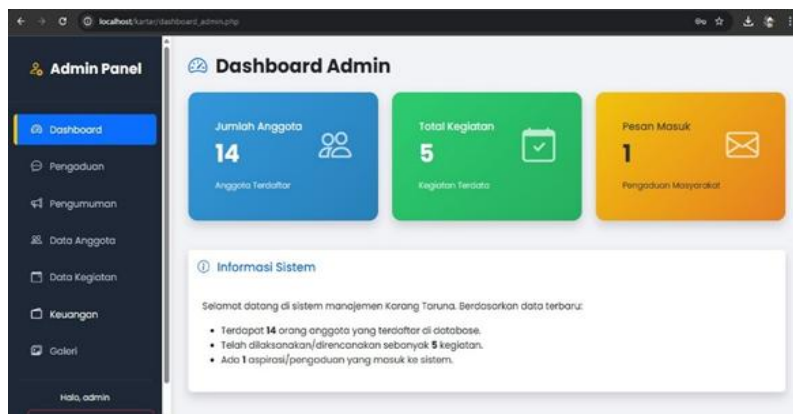 localhost/kartar/dashboard_admin.php
Admin Panel
Dashboard
Pengaduan
Pengumuman
Data Anggota
Data Kegiatan
Keuangan
Galeri
Halo, admin
Dashboard Admin
Jumlah Anggota
14
Anggota Terdaftar
Total Kegiatan
5
Kegiatan Terdata
Pesan Masuk
1
Pengaduan Masyarakat
Informasi Sistem
Selamat datang di sistem manajemen Karang Taruna. Berdasarkan data terbaru:
• Terdapat 14 orang anggota yang terdaftar di database.
• Telah dilaksanakan/direncanakan sebanyak 5 kegiatan.
• Ada 1 aspirasi/pengaduan yang masuk ke sistem.